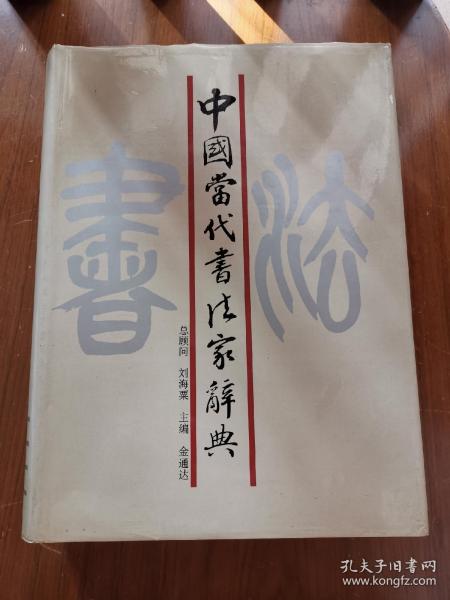 中國當代書法家辭典
書法
总顾问 刘海粟 主编 金通达
孔夫子旧书网
www.kongfz.com